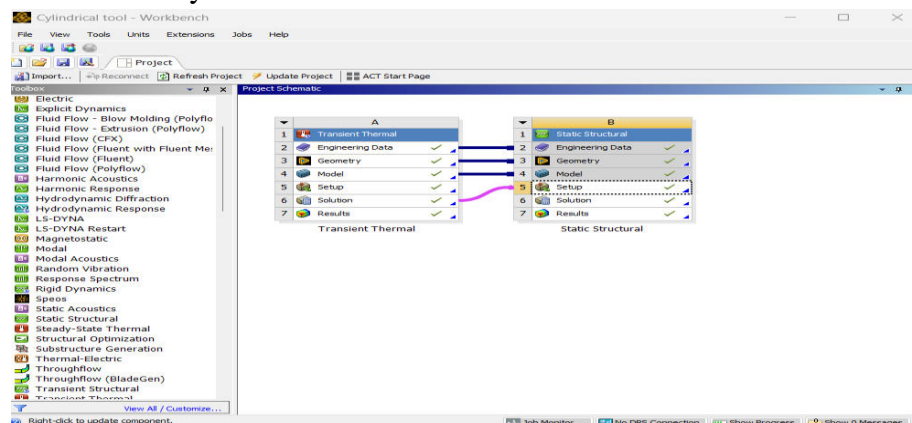 Cylindrical tool - Workbench
File View Tools Units Extensions Jobs Help
Project
Import... Reconnect Refresh Project Update Project ACT Start Page
Toolbox
Project Schematic
Electric
Explicit Dynamics
Fluid Flow - Blow Molding (Polyflo
Fluid Flow - Extrusion (Polyflow)
Fluid Flow (CFX)
Fluid Flow (Fluent with Fluent Me:
Fluid Flow (Fluent)
Fluid Flow (Polyflow)
Harmonic Acoustics
Harmonic Response
Hydrodynamic Diffraction
Hydrodynamic Response
LS-DYNA
LS-DYNA Restart
Magnetostatic
Modal
Modal Acoustics
Random Vibration
Response Spectrum
Rigid Dynamics
Speos
Static Acoustics
Static Structural
Steady-State Thermal
Structural Optimization
Substructure Generation
Thermal-Electric
Throughflow
Throughflow (BladeGen)
Transient Structural
Transient Thermal
View All / Customize...
A
1 Transient Thermal
2 Engineering Data
3 Geometry
4 Model
5 Setup
6 Solution
7 Results
Transient Thermal
B
1 Static Structural
2 Engineering Data
3 Geometry
4 Model
5 Setup
6 Solution
7 Results
Static Structural
Right-click to update component.
Job Monitor... No DPS Connection Show Progress Show 0 Messages